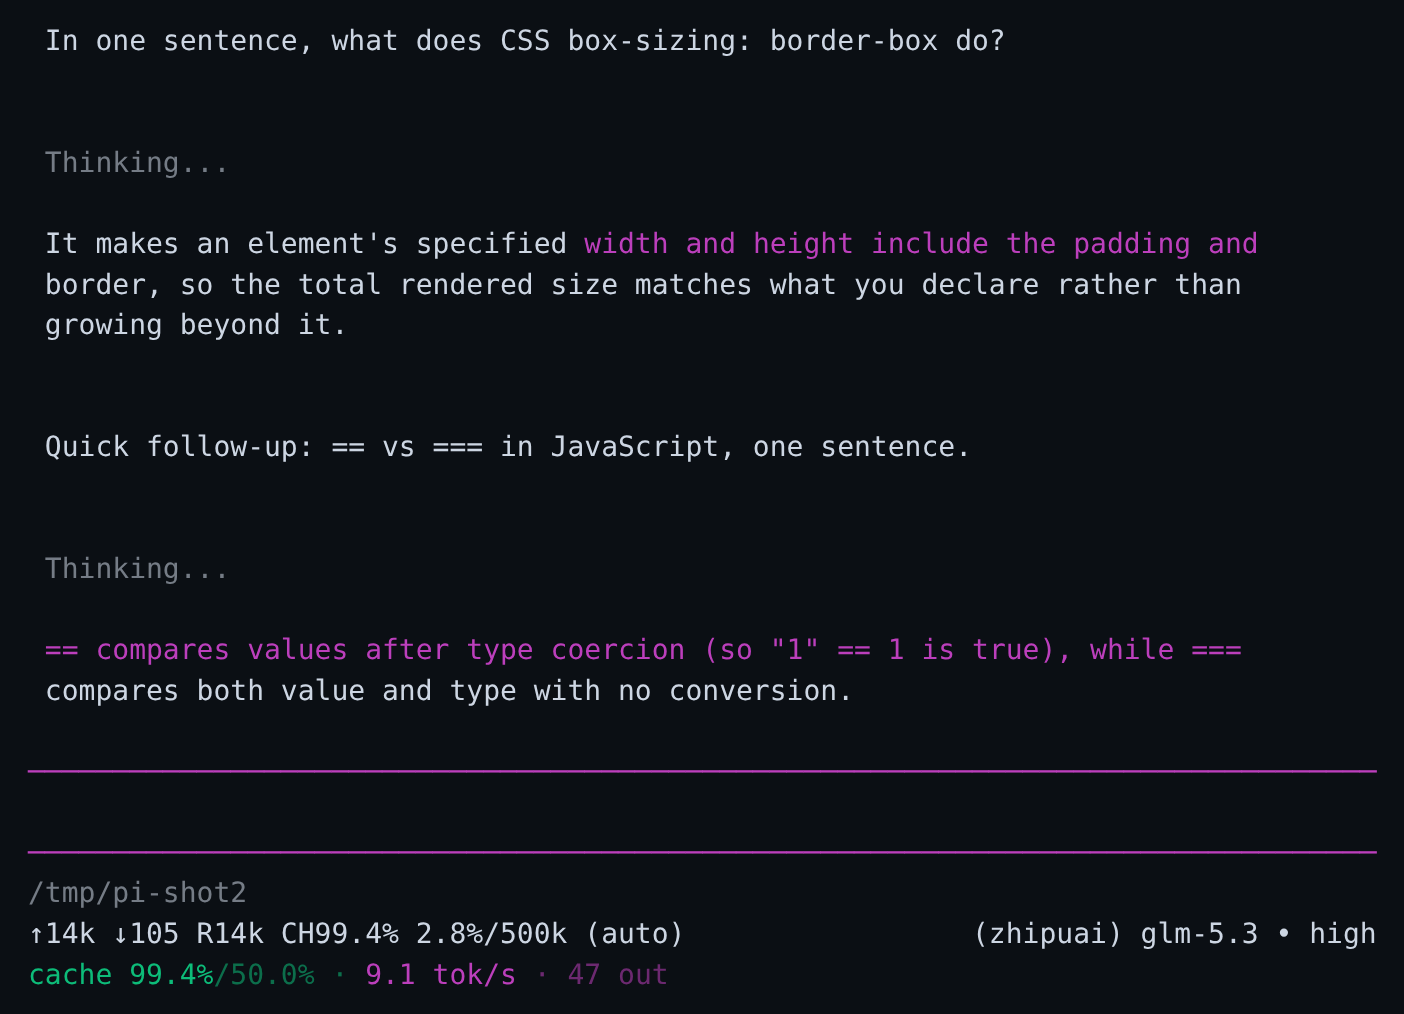 In one sentence, what does CSS box-sizing: border-box do?
Thinking...
It makes an element's specified width and height include the padding and
border, so the total rendered size matches what you declare rather than
growing beyond it.
Quick follow-up: == vs === in JavaScript, one sentence.
Thinking...
== compares values after type coercion (so "1" == 1 is true), while ===
compares both value and type with no conversion.
/tmp/pi-shot2
↑14k ↓105 R14k CH99.4% 2.8%/500k (auto) (zhipuai) glm-5.3 • high
cache 99.4%/50.0% · 9.1 tok/s · 47 out